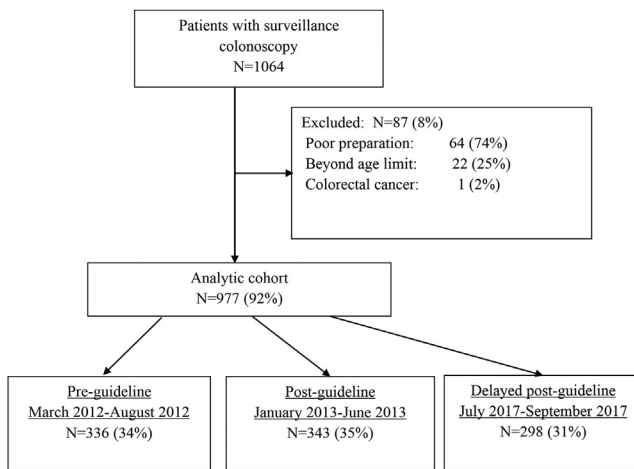 Patients with surveillance
colonoscopy
N=1064
Excluded: N=87 (8%)
Poor preparation: 64 (74%)
Beyond age limit: 22 (25%)
Colorectal cancer: 1 (2%)
Analytic cohort
N=977 (92%)
Pre-guideline
March 2012-August 2012
N=336 (34%)
Post-guideline
January 2013-June 2013
N=343 (35%)
Delayed post-guideline
July 2017-September 2017
N=298 (31%)